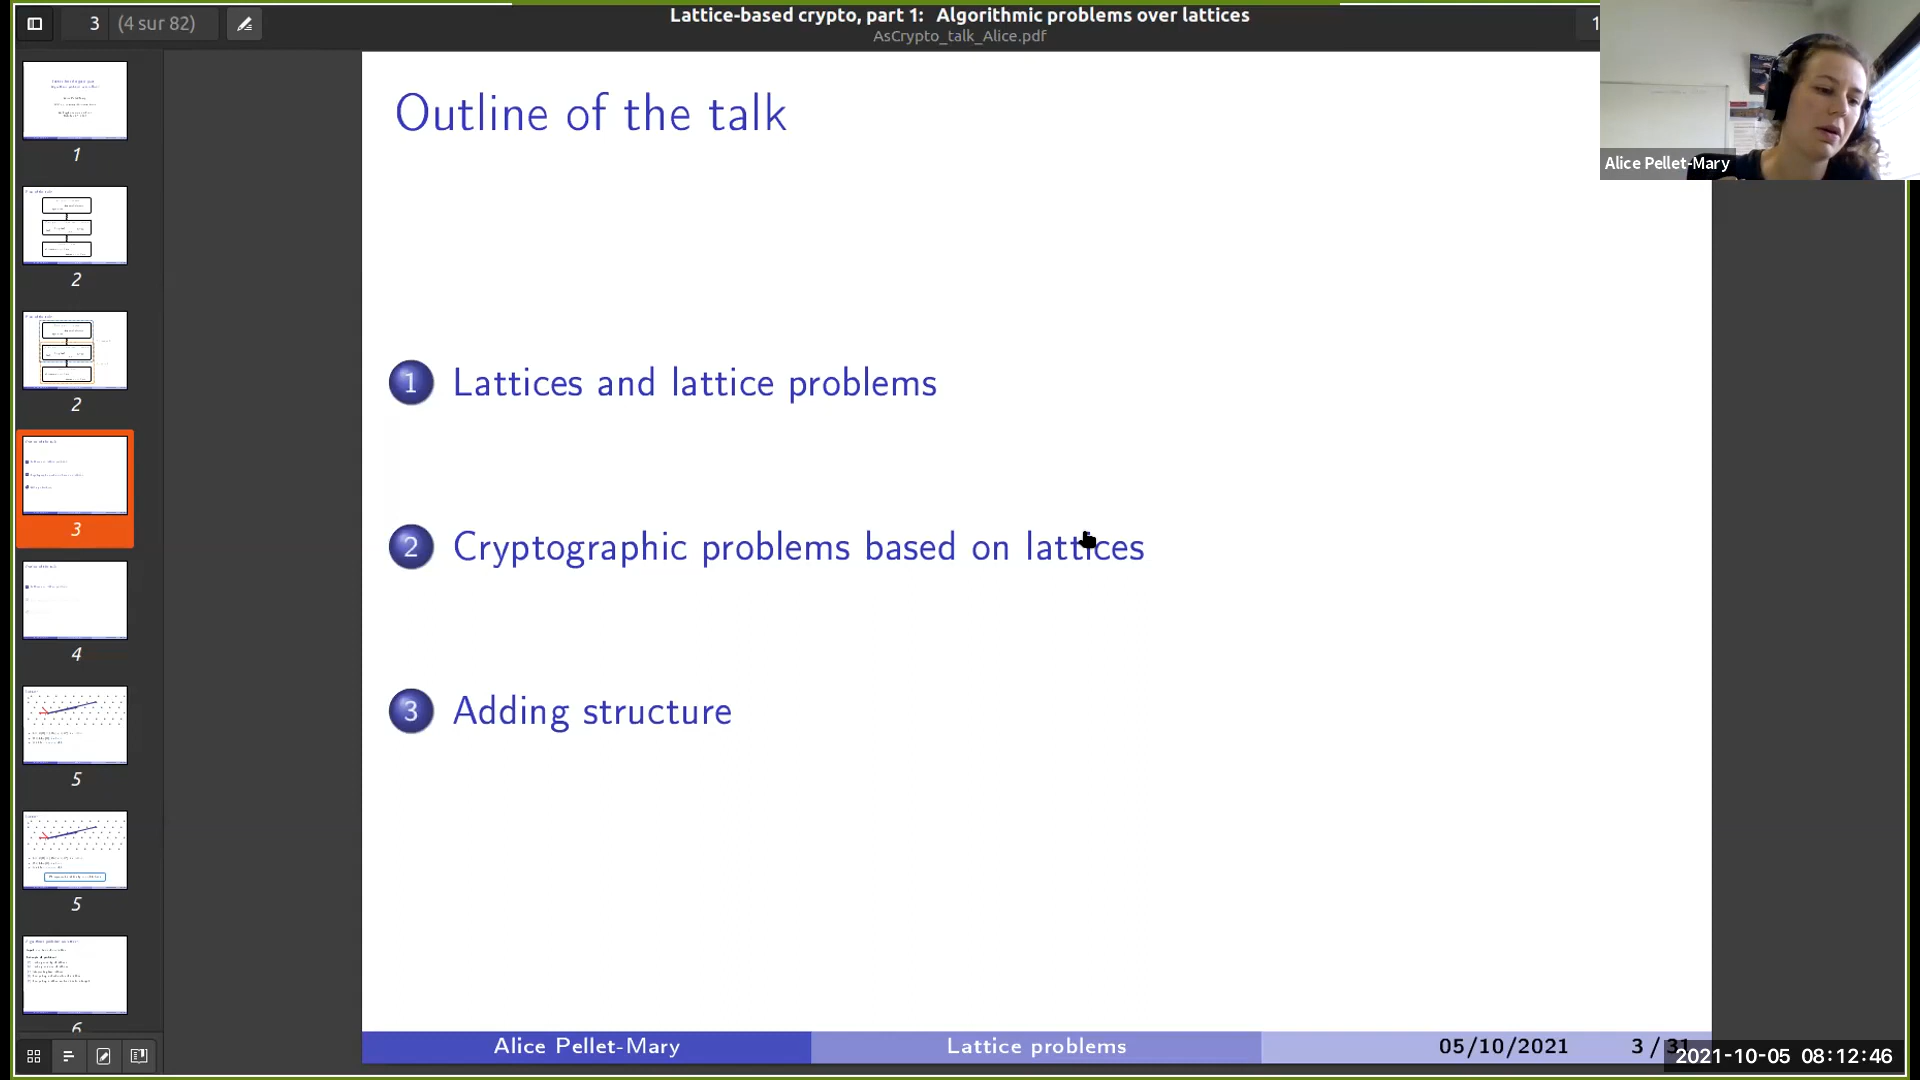 3 (4 sur 82)
Lattice-based crypto, part 1: Algorithmic problems over lattices
AsCrypto_talk_Alice.pdf
1
Alice Pellet-Mary
Outline of the talk
1 Lattices and lattice problems
2 Cryptographic problems based on lattices
3 Adding structure
1
2
2
3
4
5
5
6
Alice Pellet-Mary Lattice problems 05/10/2021 3 / 31
2021-10-05 08:12:46